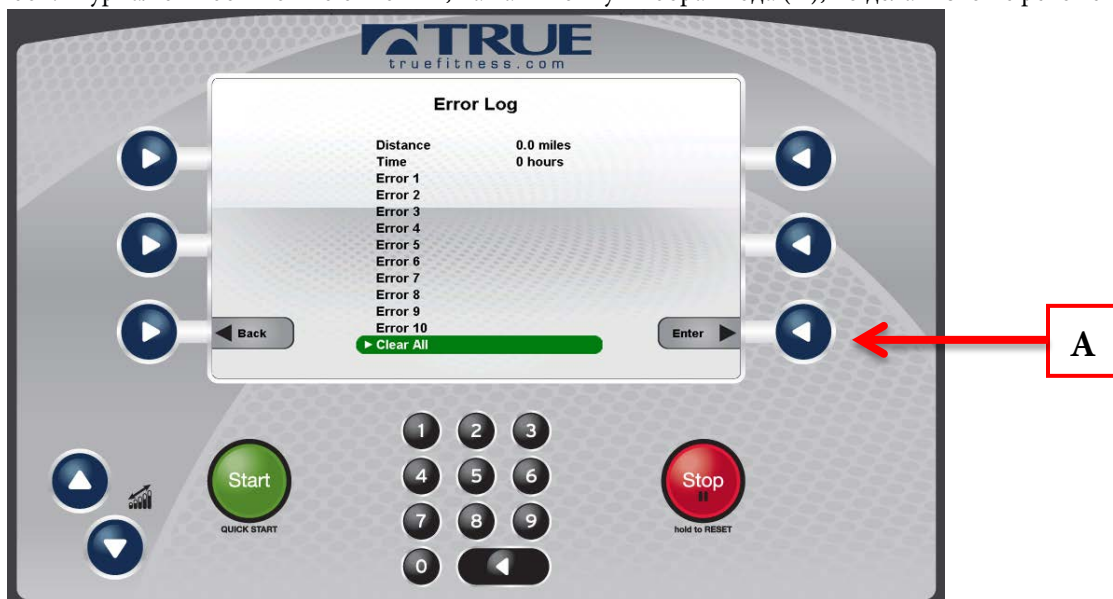 TRUE
truefitness.com
Error Log
Distance 0.0 miles
Time 0 hours
Error 1
Error 2
Error 3
Error 4
Error 5
Error 6
Error 7
Error 8
Error 9
Error 10
Clear All
Back
Enter
A
Start
QUICK START
1 2 3
4 5 6
7 8 9
0
Stop
hold to RESET